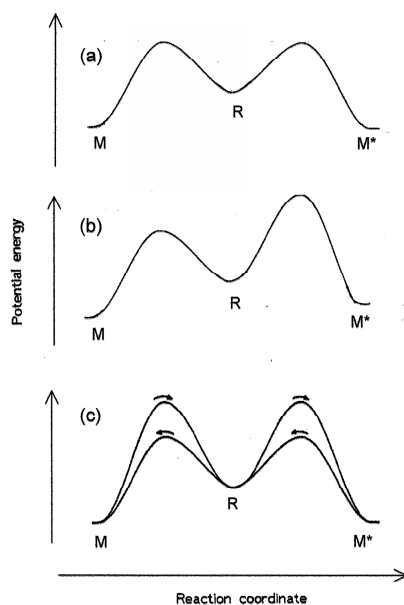 (a)
R
M
M*
(b)
R
M
M*
(c)
R
M
M*
Potential energy
Reaction coordinate